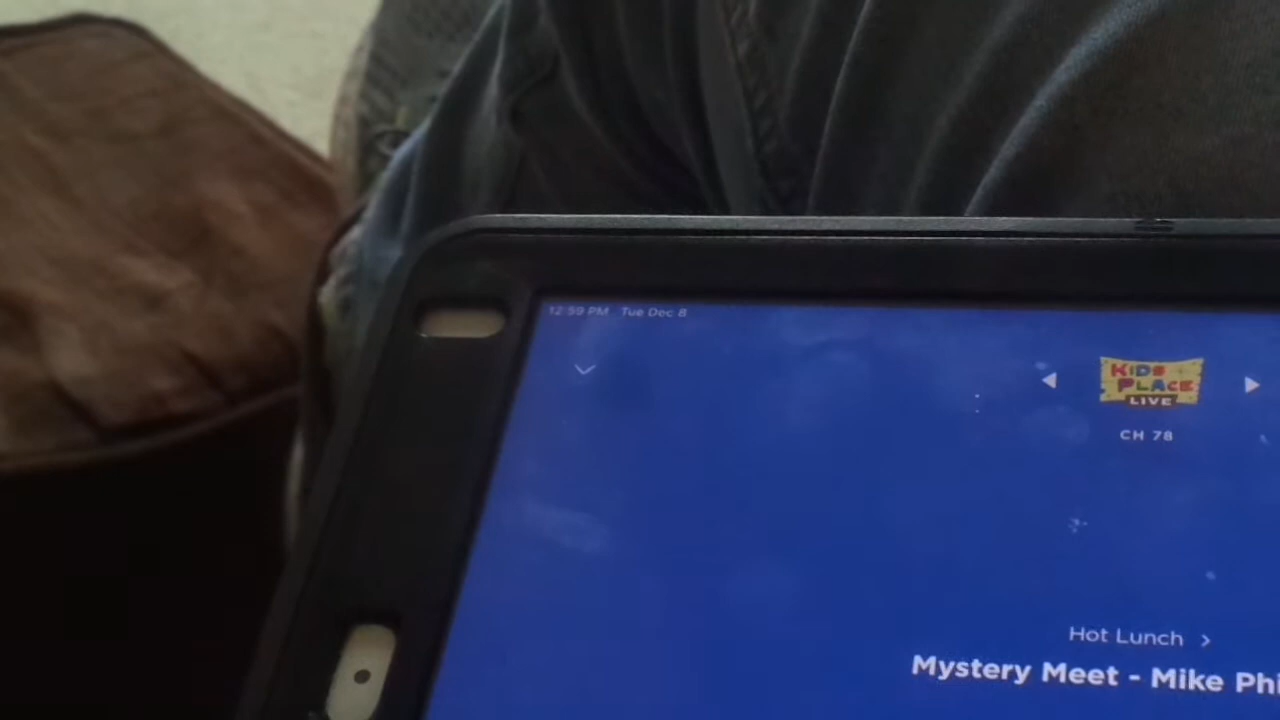 12:59 PM Tue Dec 8
KIDS
PLACE
LIVE
CH 78
Hot Lunch
Mystery Meet - Mike Phi